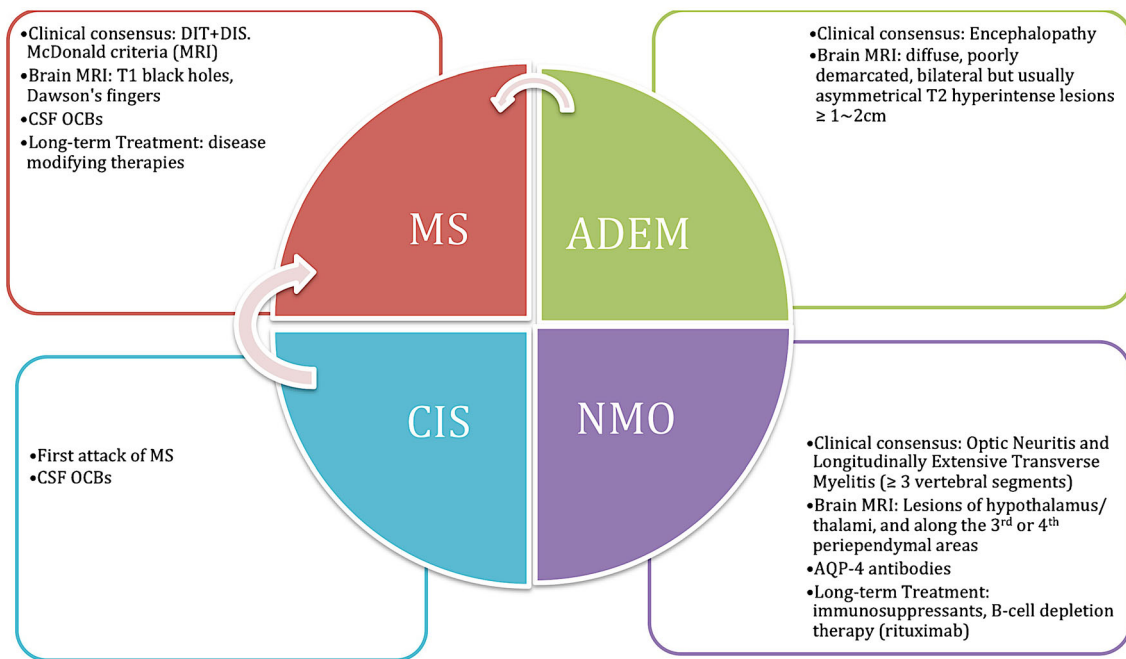 •Clinical consensus: DIT+DIS.
McDonald criteria (MRI)
•Brain MRI: T1 black holes,
Dawson's fingers
•CSF OCBs
•Long-term Treatment: disease
modifying therapies
•Clinical consensus: Encephalopathy
•Brain MRI: diffuse, poorly
demarcated, bilateral but usually
asymmetrical T2 hyperintense lesions
≥ 1~2cm
MS
ADEM
CIS
NMO
•First attack of MS
•CSF OCBs
•Clinical consensus: Optic Neuritis and
Longitudinally Extensive Transverse
Myelitis (≥ 3 vertebral segments)
•Brain MRI: Lesions of hypothalamus/
thalami, and along the 3rd or 4th
periependymal areas
•AQP-4 antibodies
•Long-term Treatment:
immunosuppressants, B-cell depletion
therapy (rituximab)